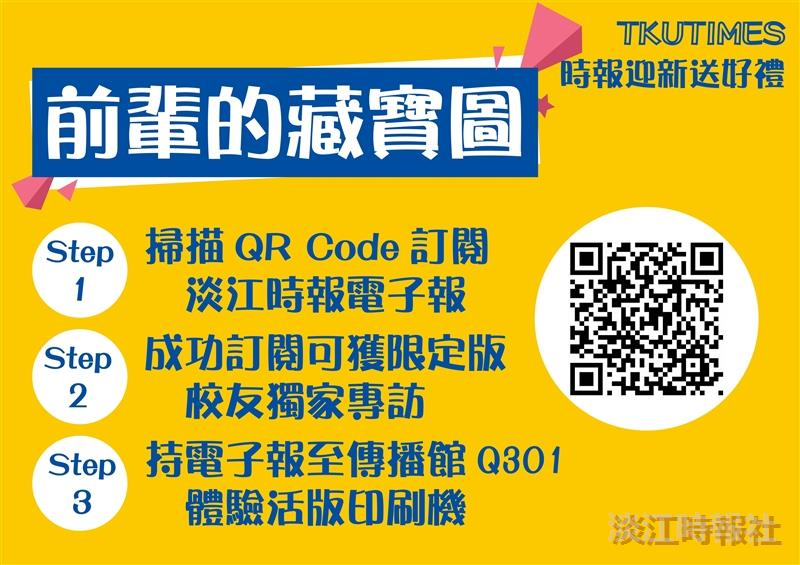 TKUTIMES
時報迎新送好禮
前輩的藏寶圖
Step
1
掃描 QR Code 訂閱
淡江時報電子報
Step
2
成功訂閱可獲限定版
校友獨家專訪
Step
3
持電子報至傳播館 Q301
體驗活版印刷機
淡江時報社